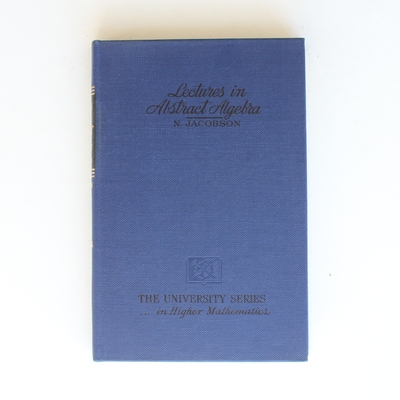 Lectures in
Abstract Algebra
N. JACOBSON
THE UNIVERSITY SERIES
... in Higher Mathematics